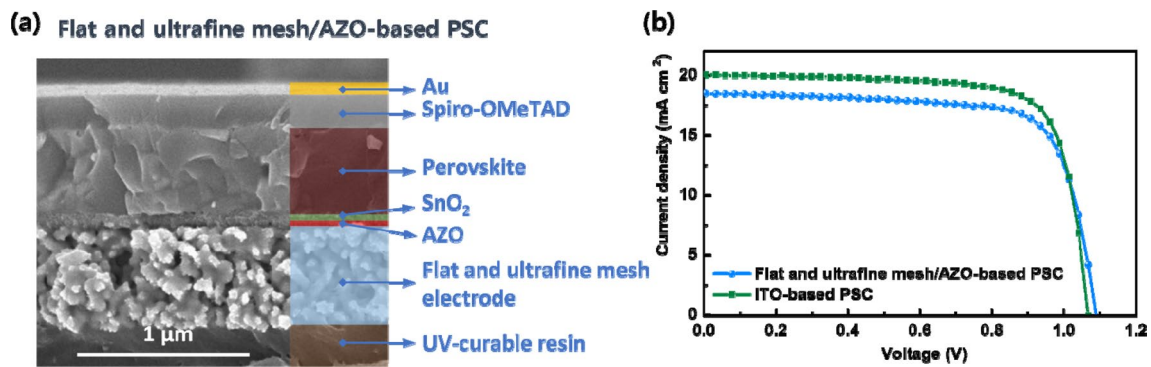 (a) Flat and ultrafine mesh/AZO-based PSC
Au
Spiro-OMeTAD
Perovskite
SnO₂
AZO
Flat and ultrafine mesh
electrode
UV-curable resin
1 μm
(b)
Current density (mA cm²)
20
15
10
5
0
Flat and ultrafine mesh/AZO-based PSC
ITO-based PSC
0.0 0.2 0.4 0.6 0.8 1.0 1.2
Voltage (V)